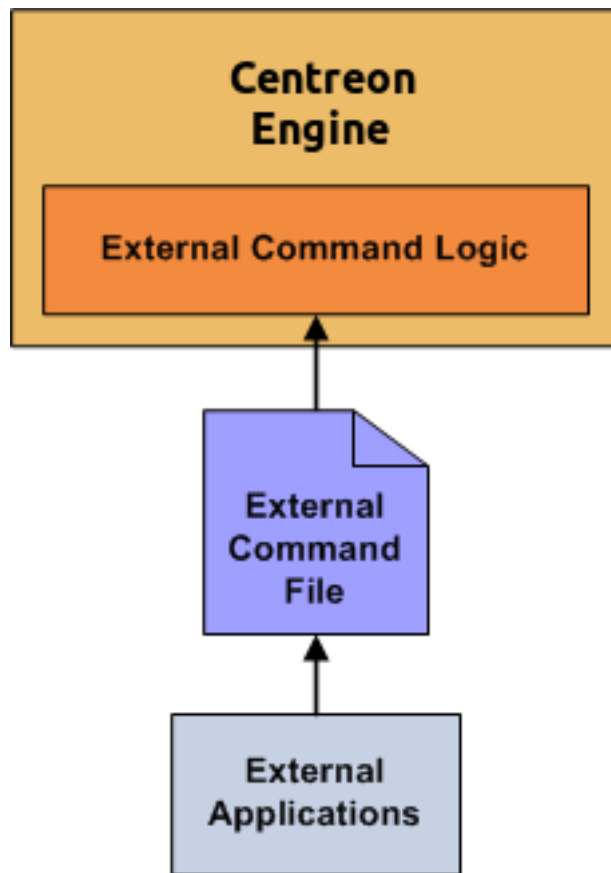 Centreon
Engine
External Command Logic
External
Command
File
External
Applications